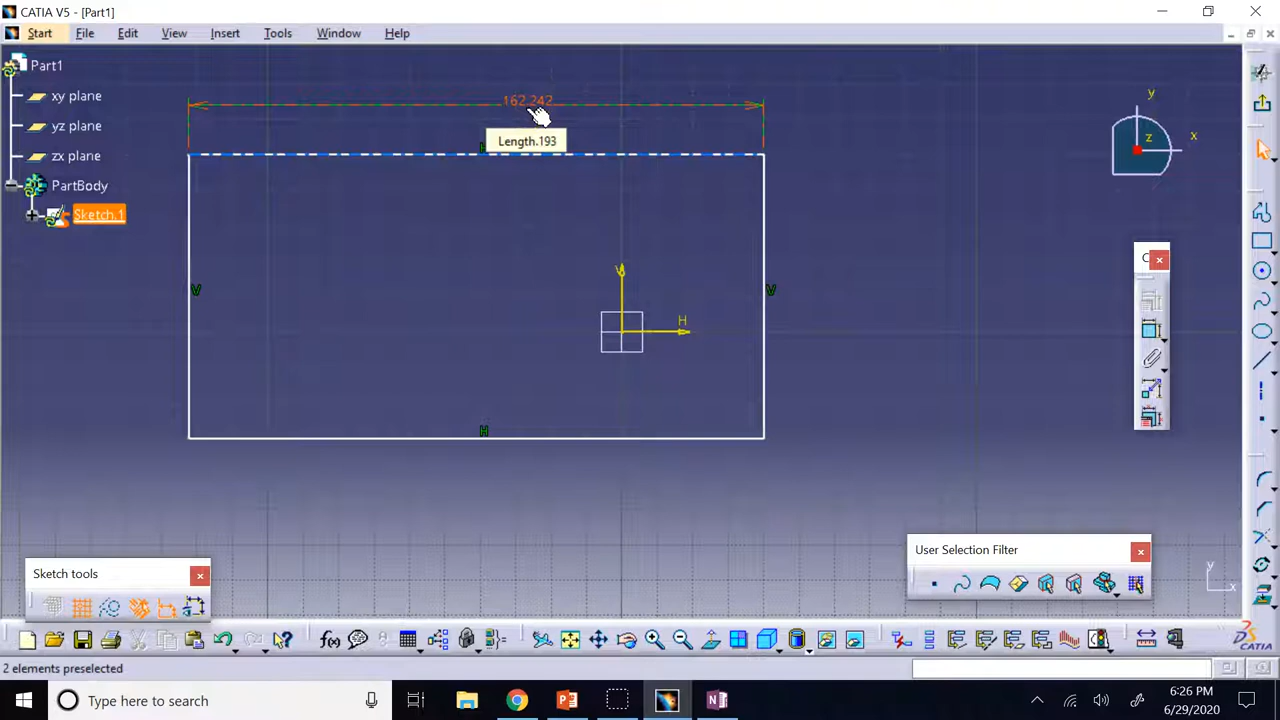 CATIA V5 - [Part1]
Start File Edit View Insert Tools Window Help
Part1
xy plane
yz plane
zx plane
PartBody
Sketch.1
162.242
Length.193
y
x
z
V
V
V
H
H
C...
User Selection Filter
Sketch tools
y
x
f(x)
CATIA
2 elements preselected
Type here to search
6:26 PM
6/29/2020